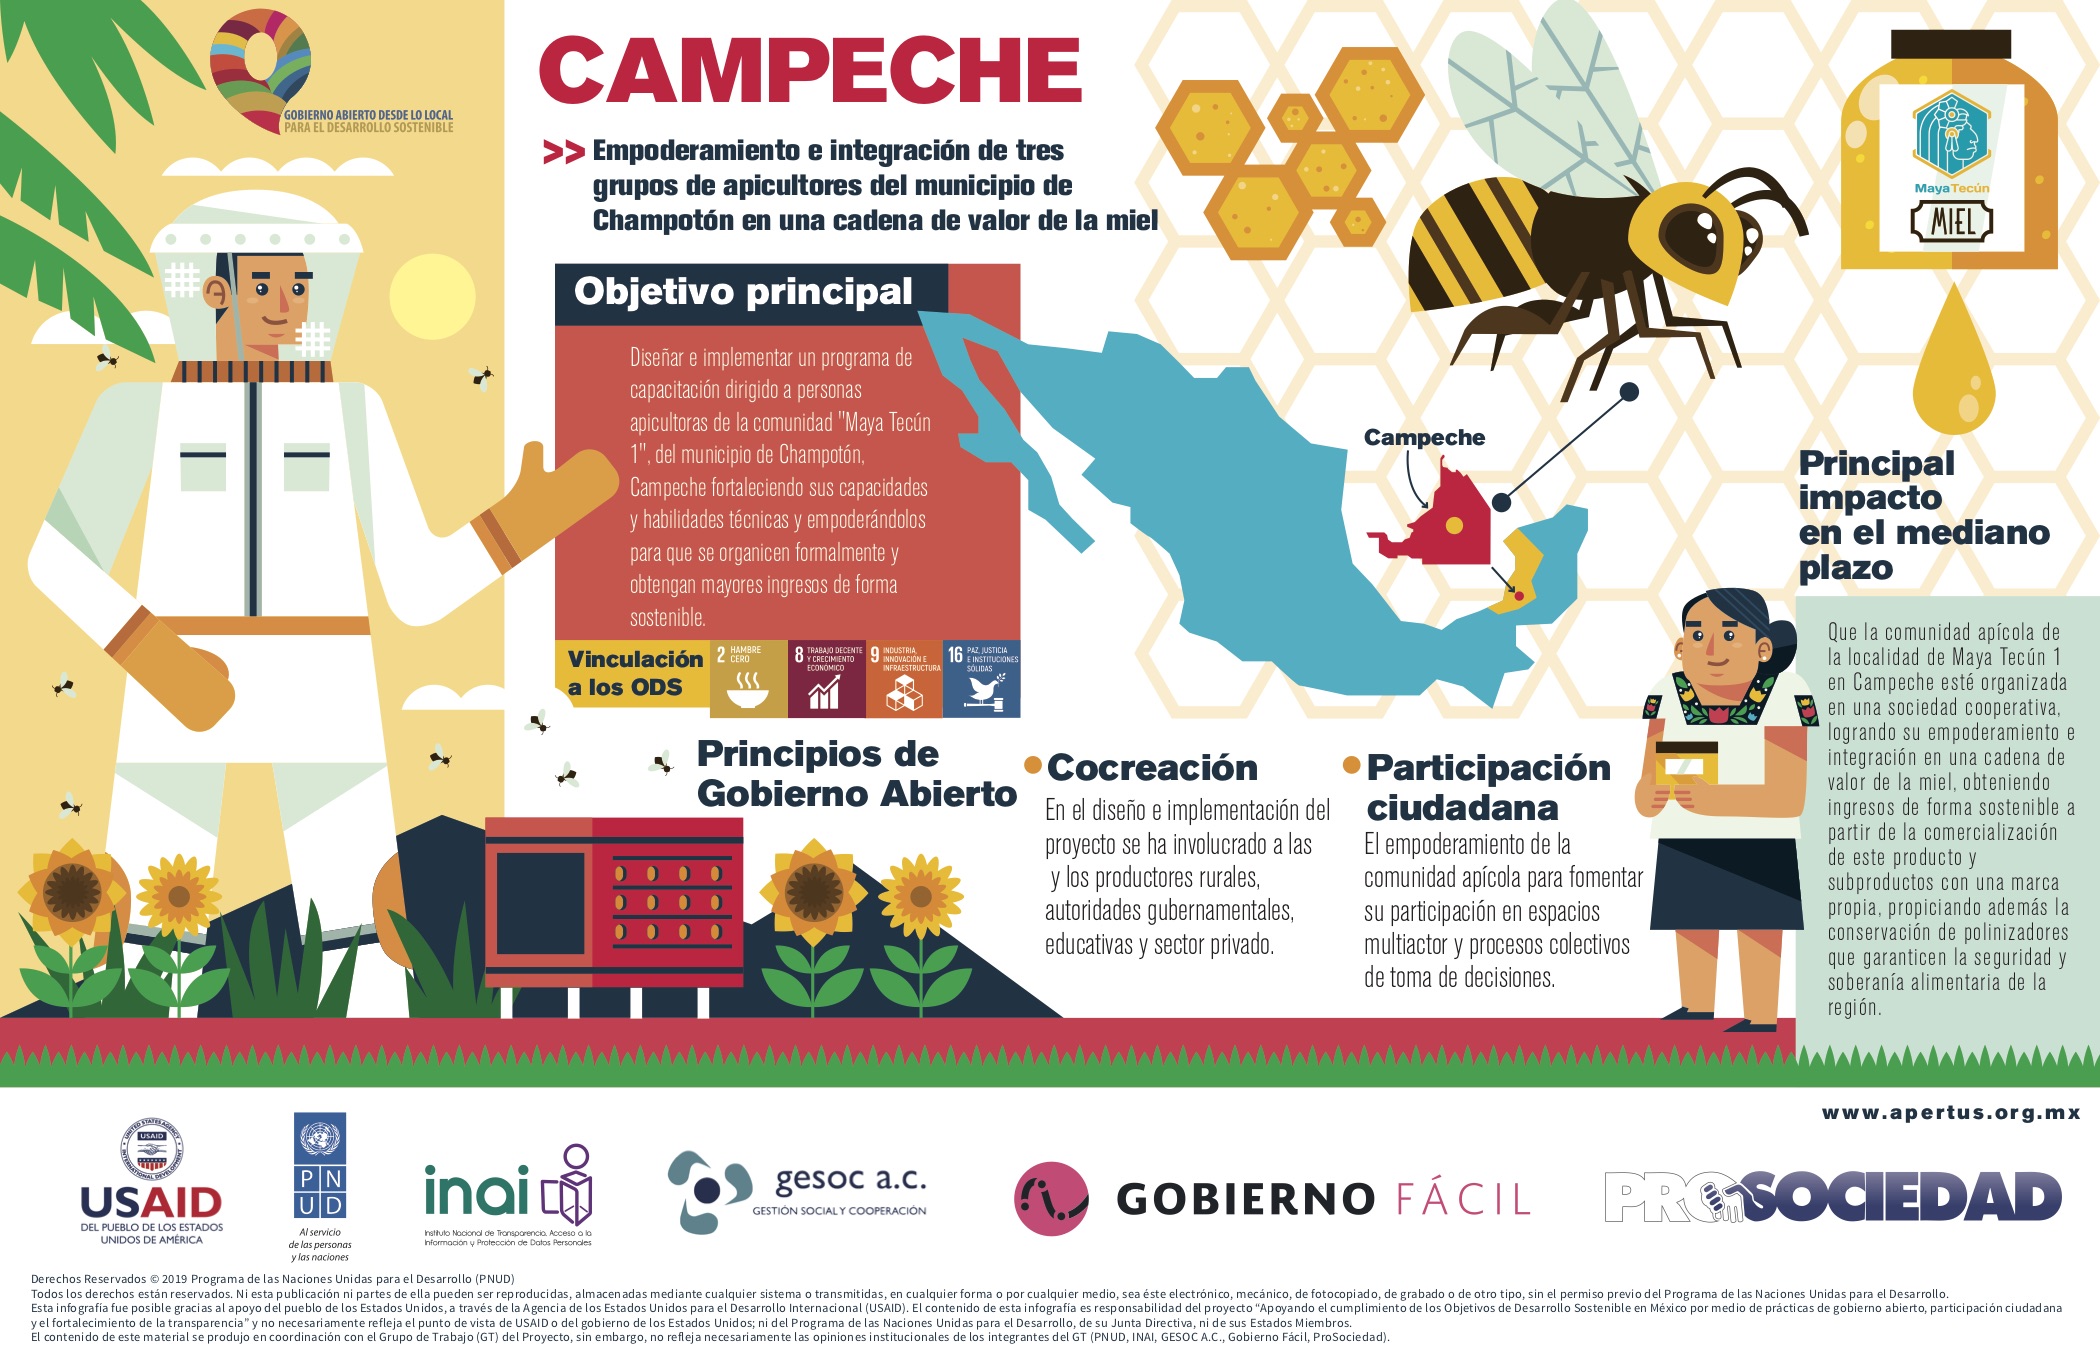 GOBIERNO ABIERTO DESDE LO LOCAL
PARA EL DESARROLLO SOSTENIBLE
CAMPECHE
>> Empoderamiento e integración de tres
grupos de apicultores del municipio de
Champotón en una cadena de valor de la miel
Objetivo principal
Diseñar e implementar un programa de
capacitación dirigido a personas
apicultoras de la comunidad "Maya Tecún
1", del municipio de Champotón,
Campeche fortaleciendo sus capacidades
y habilidades técnicas y empoderándolos
para que se organicen formalmente y
obtengan mayores ingresos de forma
sostenible.
Vinculación
a los ODS
2 HAMBRE
CERO
8 TRABAJO DECENTE
Y CRECIMIENTO
ECONÓMICO
9 INDUSTRIA,
INNOVACIÓN E
INFRAESTRUCTURA
16 PAZ, JUSTICIA
E INSTITUCIONES
SÓLIDAS
Campeche
MayaTecún
MIEL
Principal
impacto
en el mediano
plazo
Que la comunidad apícola de
la localidad de Maya Tecún 1
en Campeche esté organizada
en una sociedad cooperativa,
logrando su empoderamiento e
integración en una cadena de
valor de la miel, obteniendo
ingresos de forma sostenible a
partir de la comercialización
de este producto y
subproductos con una marca
propia, propiciando además la
conservación de polinizadores
que garanticen la seguridad y
soberanía alimentaria de la
región.
Principios de
Gobierno Abierto
Cocreación
En el diseño e implementación del
proyecto se ha involucrado a las
y los productores rurales,
autoridades gubernamentales,
educativas y sector privado.
Participación
ciudadana
El empoderamiento de la
comunidad apícola para fomentar
su participación en espacios
multiactor y procesos colectivos
de toma de decisiones.
www.apertus.org.mx
UNITED STATES AGENCY
USAID
INTERNATIONAL DEVELOPMENT
USAID
DEL PUEBLO DE LOS ESTADOS
UNIDOS DE AMÉRICA
P N
U D
Al servicio
de las personas
y las naciones
inai
Instituto Nacional de Transparencia, Acceso a la
Información y Protección de Datos Personales
gesoc a.c.
GESTIÓN SOCIAL Y COOPERACIÓN
GOBIERNO FÁCIL
PROSOCIEDAD
Derechos Reservados © 2019 Programa de las Naciones Unidas para el Desarrollo (PNUD)
Todos los derechos están reservados. Ni esta publicación ni partes de ella pueden ser reproducidas, almacenadas mediante cualquier sistema o transmitidas, en cualquier forma o por cualquier medio, sea éste electrónico, mecánico, de fotocopiado, de grabado o de otro tipo, sin el permiso previo del Programa de las Naciones Unidas para el Desarrollo.
Esta infografía fue posible gracias al apoyo del pueblo de los Estados Unidos, a través de la Agencia de los Estados Unidos para el Desarrollo Internacional (USAID). El contenido de esta infografía es responsabilidad del proyecto “Apoyando el cumplimiento de los Objetivos de Desarrollo Sostenible en México por medio de prácticas de gobierno abierto, participación ciudadana
y el fortalecimiento de la transparencia” y no necesariamente refleja el punto de vista de USAID o del gobierno de los Estados Unidos; ni del Programa de las Naciones Unidas para el Desarrollo, de su Junta Directiva, ni de sus Estados Miembros.
El contenido de este material se produjo en coordinación con el Grupo de Trabajo (GT) del Proyecto, sin embargo, no refleja necesariamente las opiniones institucionales de los integrantes del GT (PNUD, INAI, GESOC A.C., Gobierno Fácil, ProSociedad).